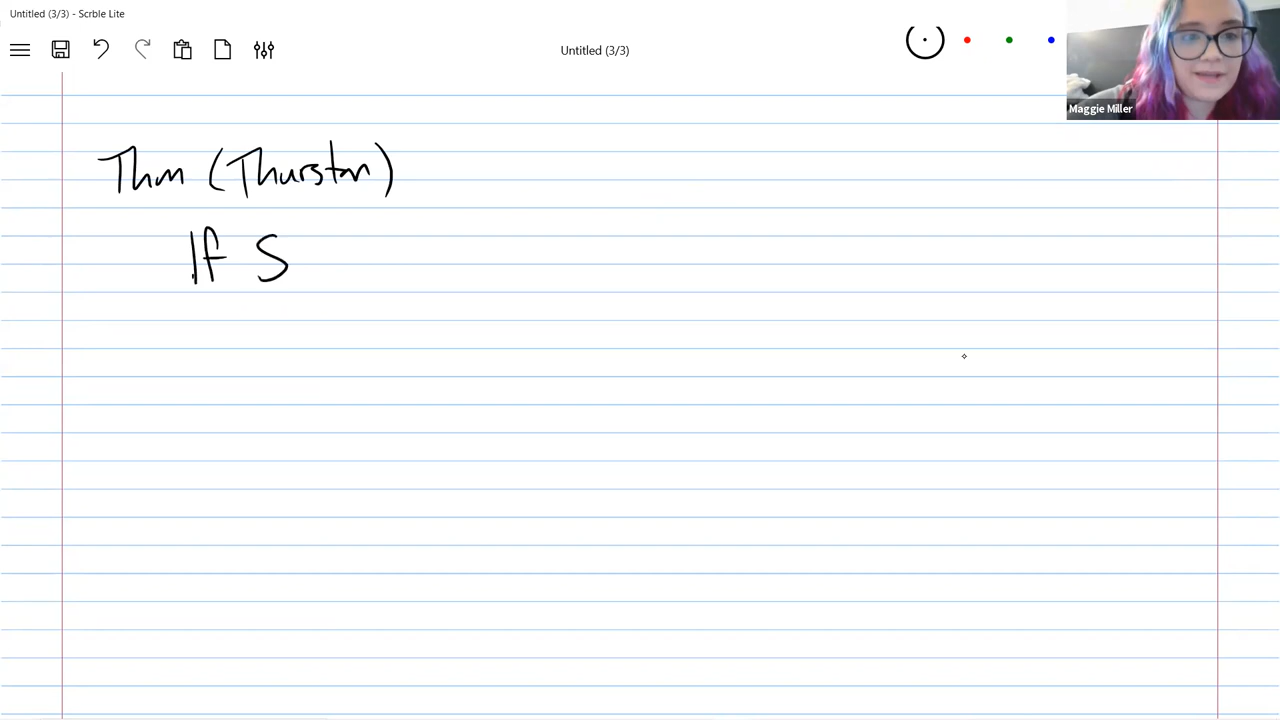 Untitled (3/3) - Scrble Lite
Untitled (3/3)
Maggie Miller
Thm (Thurston)
If S